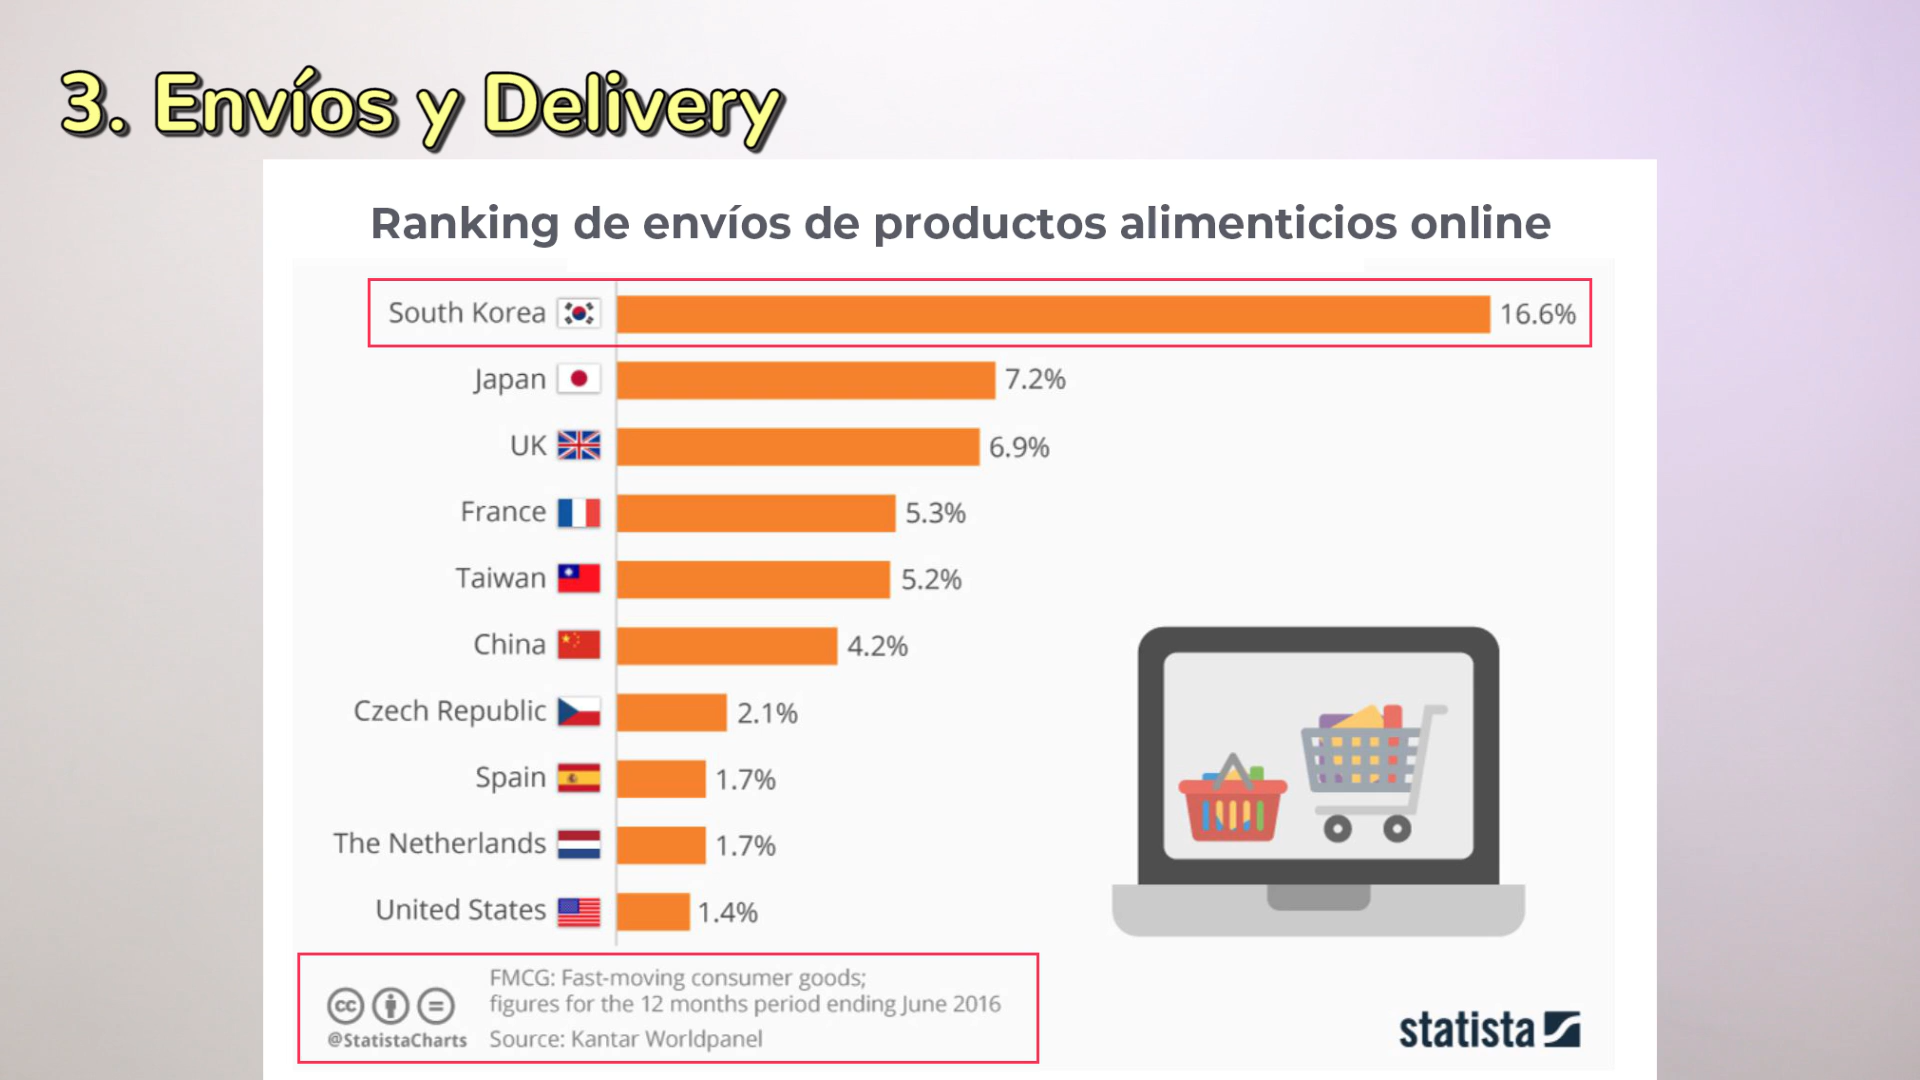 3. Envíos y Delivery
Ranking de envíos de productos alimenticios online
South Korea 16.6%
Japan 7.2%
UK 6.9%
France 5.3%
Taiwan 5.2%
China 4.2%
Czech Republic 2.1%
Spain 1.7%
The Netherlands 1.7%
United States 1.4%
FMCG: Fast-moving consumer goods;
figures for the 12 months period ending June 2016
cc
@StatistaCharts Source: Kantar Worldpanel
statista